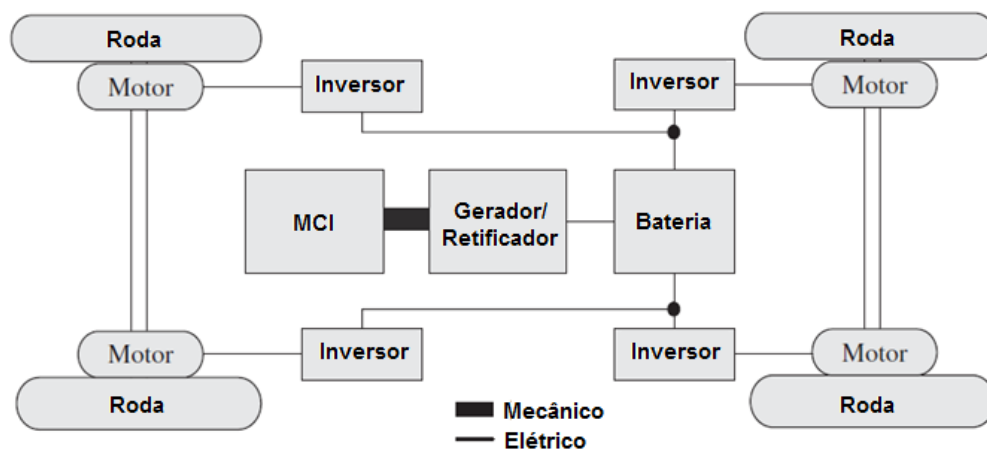 Roda
Roda
Motor
Inversor
Inversor
Motor
MCI
Gerador/
Retificador
Bateria
Motor
Inversor
Inversor
Motor
Roda
Roda
Mecânico
Elétrico